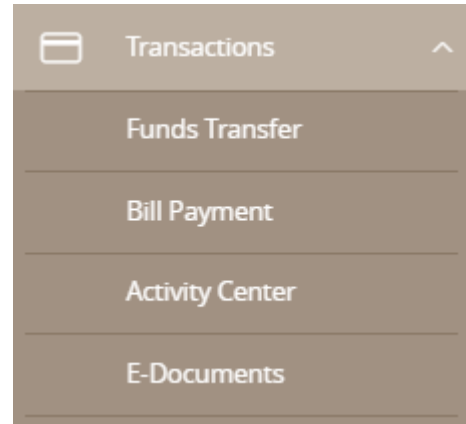 Transactions
Funds Transfer
Bill Payment
Activity Center
E-Documents